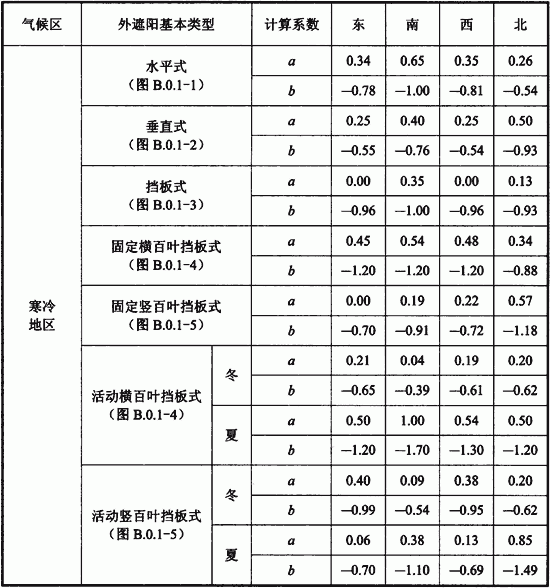 气候区 外遮阳基本类型 计算系数 东 南 西 北
寒冷
地区
水平式
(图 B.0.1-1)
a 0.34 0.65 0.35 0.26
b −0.78 −1.00 −0.81 −0.54
垂直式
(图 B.0.1-2)
a 0.25 0.40 0.25 0.50
b −0.55 −0.76 −0.54 −0.93
挡板式
(图 B.0.1-3)
a 0.00 0.35 0.00 0.13
b −0.96 −1.00 −0.96 −0.93
固定横百叶挡板式
(图 B.0.1-4)
a 0.45 0.54 0.48 0.34
b −1.20 −1.20 −1.20 −0.88
固定竖百叶挡板式
(图 B.0.1-5)
a 0.00 0.19 0.22 0.57
b −0.70 −0.91 −0.72 −1.18
活动横百叶挡板式
(图 B.0.1-4)
冬
a 0.21 0.04 0.19 0.20
b −0.65 −0.39 −0.61 −0.62
夏
a 0.50 1.00 0.54 0.50
b −1.20 −1.70 −1.30 −1.20
活动竖百叶挡板式
(图 B.0.1-5)
冬
a 0.40 0.09 0.38 0.20
b −0.99 −0.54 −0.95 −0.62
夏
a 0.06 0.38 0.13 0.85
b −0.70 −1.10 −0.69 −1.49